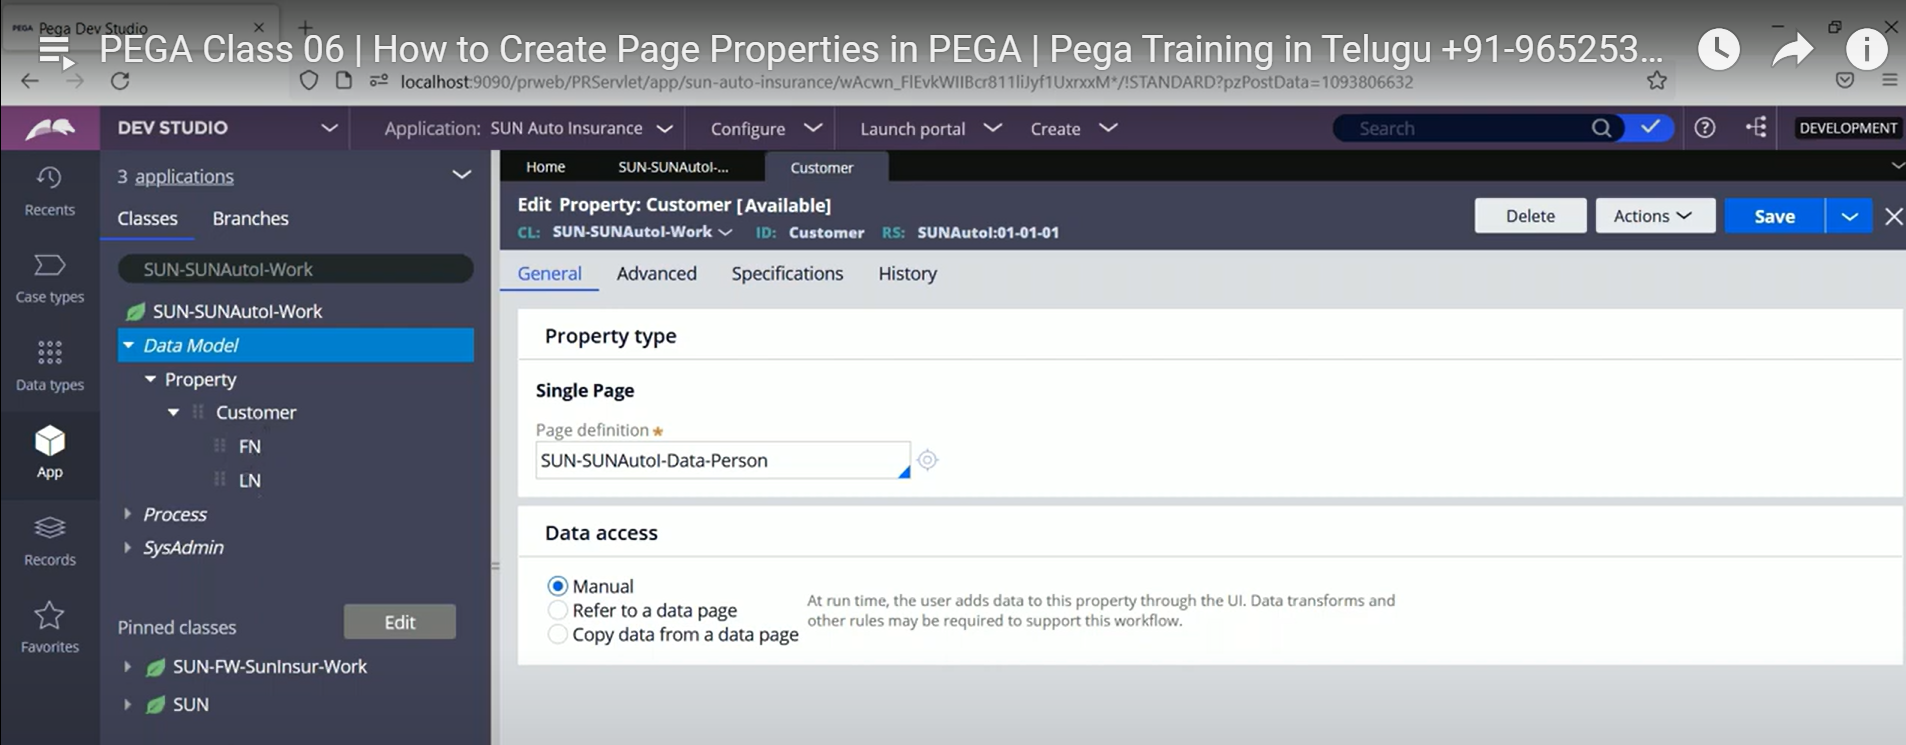 PEGA Pega Dev Studio
PEGA Class 06 | How to Create Page Properties in PEGA | Pega Training in Telugu +91-965253...
localhost:9090/prweb/PRServlet/app/sun-auto-insurance/wAcwn_FlEvkWIIBcr811liJyf1UxrxxM*/!STANDARD?pzPostData=1093806632
DEV STUDIO Application: SUN Auto Insurance Configure Launch portal Create Search DEVELOPMENT
Recents
Case types
Data types
App
Records
Favorites
3 applications
Classes Branches
SUN-SUNAutoI-Work
SUN-SUNAutoI-Work
Data Model
Property
Customer
FN
LN
Process
SysAdmin
Pinned classes Edit
SUN-FW-SunInsur-Work
SUN
Home SUN-SUNAutoI-... Customer
Edit Property: Customer [Available]
CL: SUN-SUNAutoI-Work ID: Customer RS: SUNAutoI:01-01-01
Delete Actions Save
General Advanced Specifications History
Property type
Single Page
Page definition
SUN-SUNAutoI-Data-Person
Data access
Manual
Refer to a data page
Copy data from a data page
At run time, the user adds data to this property through the UI. Data transforms and
other rules may be required to support this workflow.